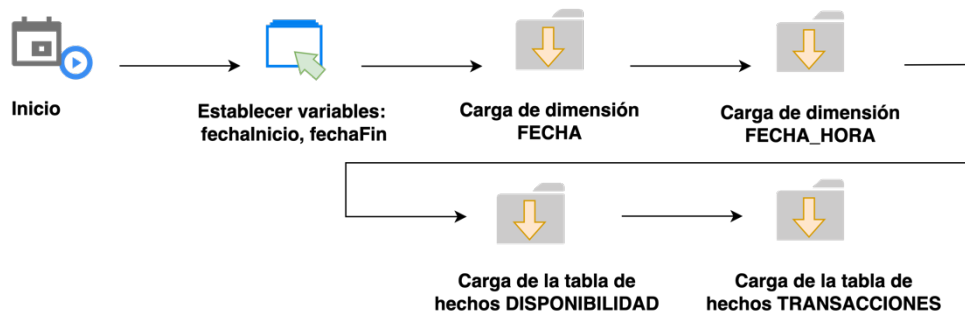 Inicio
Establecer variables:
fechaInicio, fechaFin
Carga de dimensión
FECHA
Carga de dimensión
FECHA_HORA
Carga de la tabla de
hechos DISPONIBILIDAD
Carga de la tabla de
hechos TRANSACCIONES